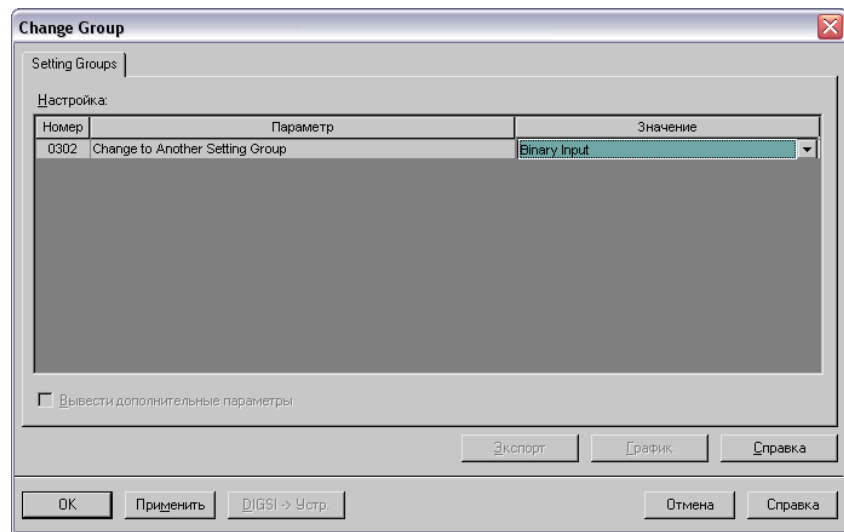 Change Group
Setting Groups
Настройка:
Номер Параметр Значение
0302 Change to Another Setting Group Binary Input
Вывести дополнительные параметры
Экспорт График Справка
OK Применить DIGSI -> Устр. Отмена Справка